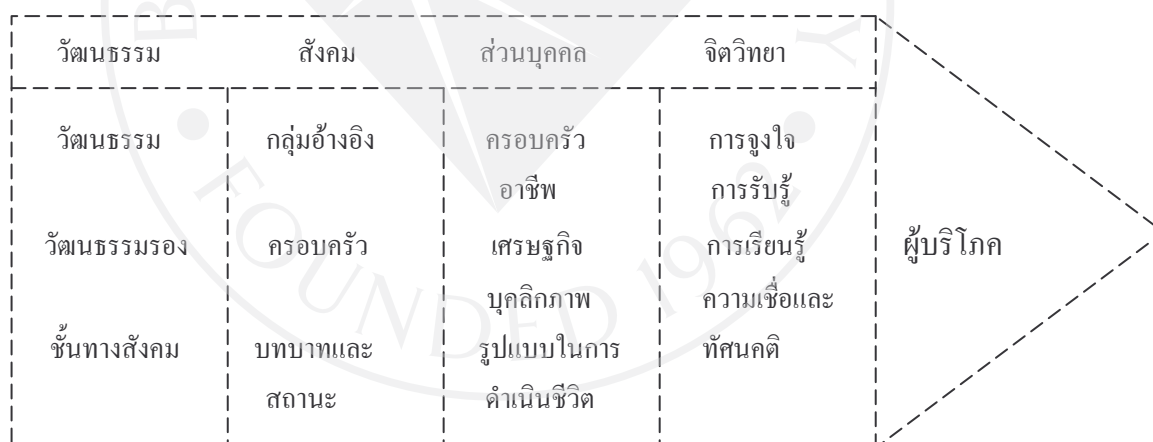 วัฒนธรรม สังคม ส่วนบุคคล จิตวิทยา
วัฒนธรรม กลุ่มอ้างอิง ครอบครัว การจูงใจ
อาชีพ การรับรู้
วัฒนธรรมรอง ครอบครัว เศรษฐกิจ การเรียนรู้ ผู้บริโภค
บุคลิกภาพ ความเชื่อและ
ชั้นทางสังคม บทบาทและ รูปแบบในการ ทัศนคติ
สถานะ ดำเนินชีวิต
FOUNDED 1962